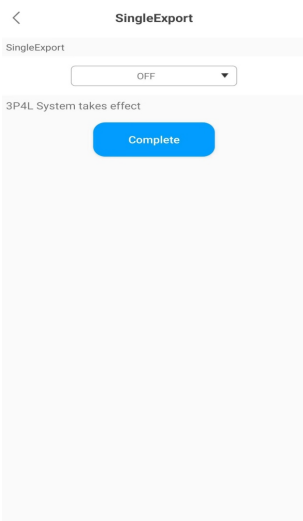 SingleExport
SingleExport
OFF
3P4L System takes effect
Complete